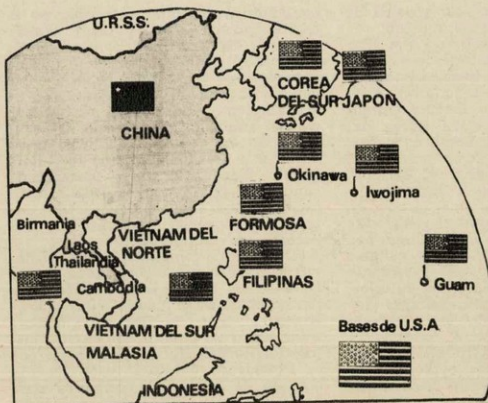 U.R.S.S.
COREA
DEL SUR JAPON
CHINA
Okinawa
Iwojima
Birmania
VIETNAM DEL
NORTE
FORMOSA
Laos
Thailandia
Cambodia
FILIPINAS
Guam
VIETNAM DEL SUR
MALASIA
Bases de U.S.A
INDONESIA